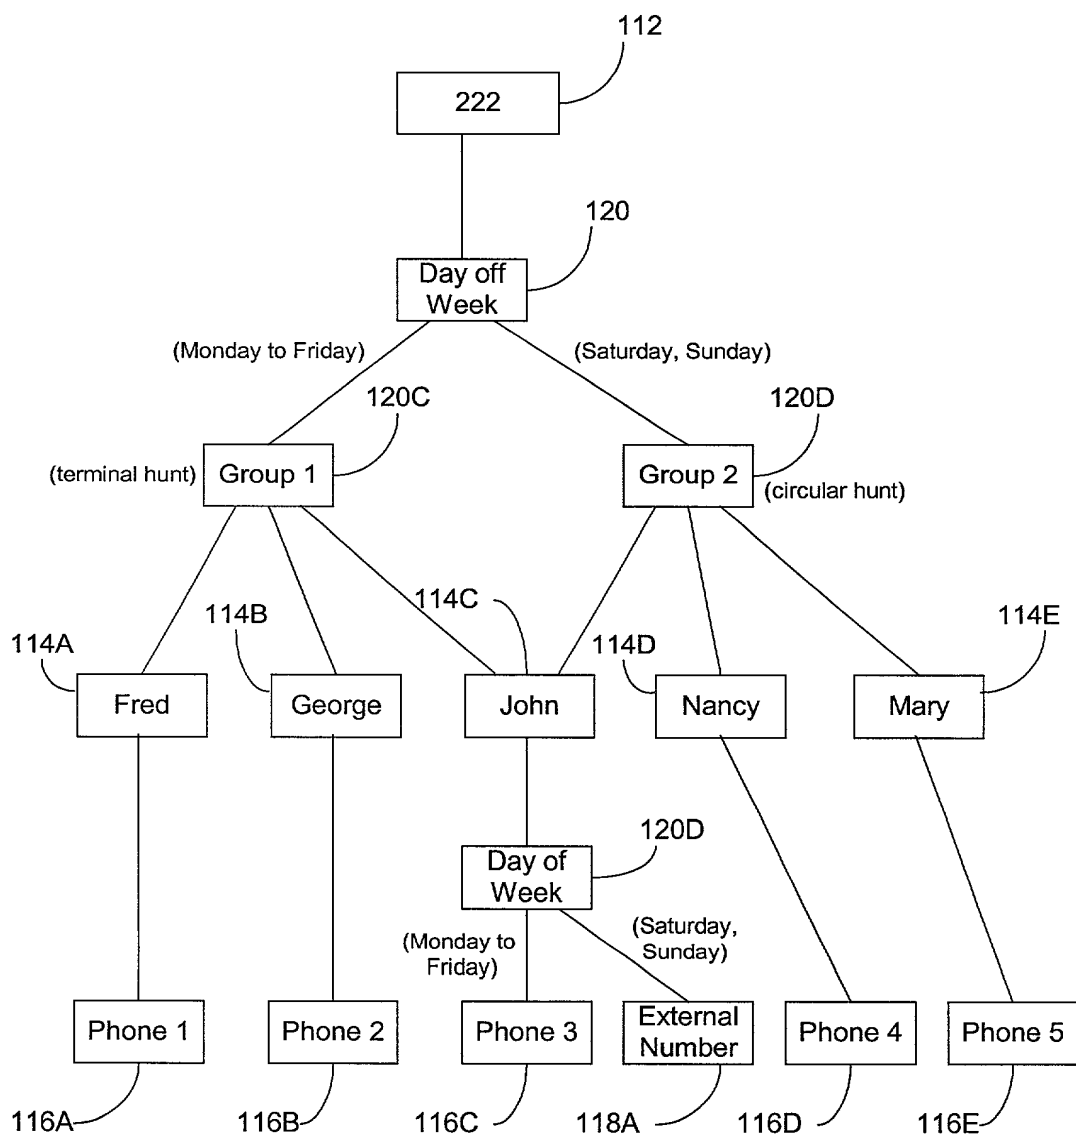 112
222
120
Day off
Week
(Monday to Friday)
(Saturday, Sunday)
120C
120D
(terminal hunt)
Group 1
Group 2
(circular hunt)
114A
114B
114C
114D
114E
Fred
George
John
Nancy
Mary
120D
Day of
Week
(Monday to
Friday)
(Saturday,
Sunday)
Phone 1
Phone 2
Phone 3
External
Number
Phone 4
Phone 5
116A
116B
116C
118A
116D
116E